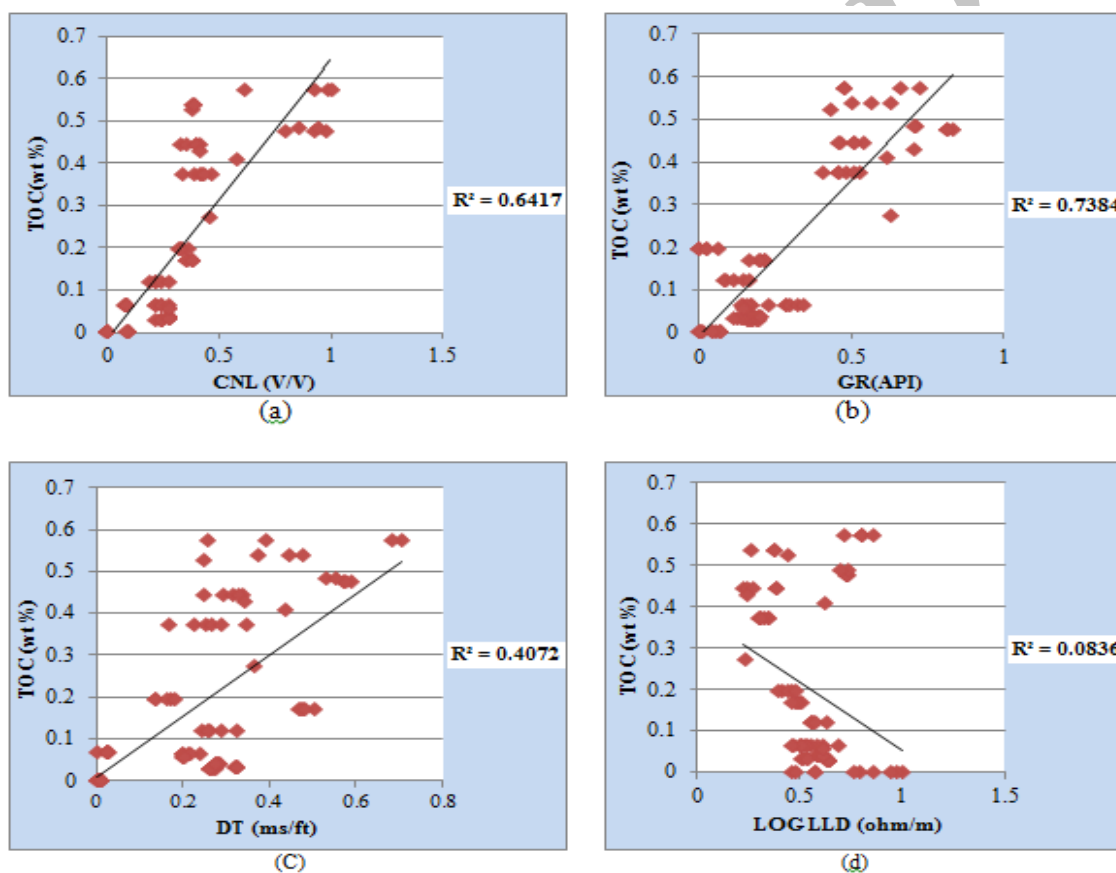 0.7
0.6
0.5
0.4
0.3
0.2
0.1
0
TOC(wt %)
0 0.5 1 1.5
CNL (V/V)
R² = 0.6417
(a)
0.7
0.6
0.5
0.4
0.3
0.2
0.1
0
TOC (wt %)
0 0.5 1
GR(API)
R² = 0.7384
(b)
0.7
0.6
0.5
0.4
0.3
0.2
0.1
0
TOC (wt %)
0 0.2 0.4 0.6 0.8
DT (ms/ft)
R² = 0.4072
(C)
0.7
0.6
0.5
0.4
0.3
0.2
0.1
0
TOC (wt %)
0 0.5 1 1.5
LOG LLD (ohm/m)
R² = 0.0836
(d)